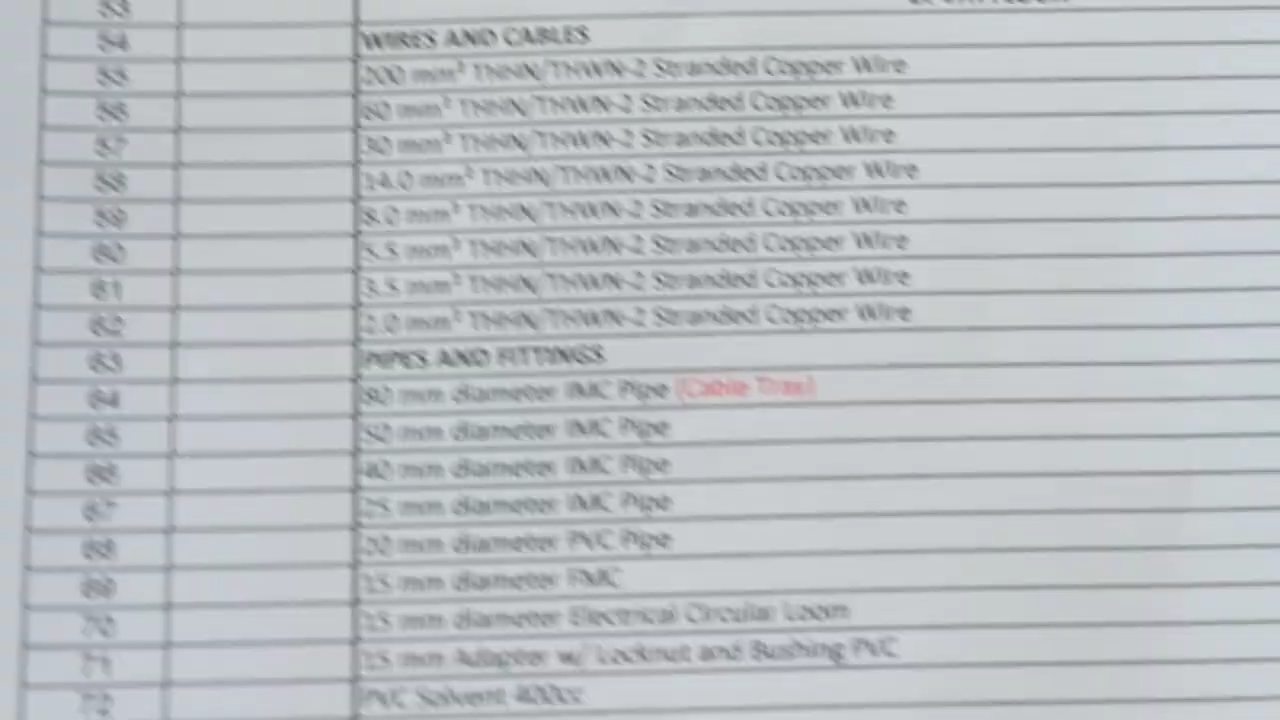 53
54 WIRES AND CABLES
55 200 mm² THHN/THWN-2 Stranded Copper Wire
56 60 mm² THHN/THWN-2 Stranded Copper Wire
57 30 mm² THHN/THWN-2 Stranded Copper Wire
58 14.0 mm² THHN/THWN-2 Stranded Copper Wire
59 8.0 mm² THHN/THWN-2 Stranded Copper Wire
60 5.5 mm² THHN/THWN-2 Stranded Copper Wire
61 3.5 mm² THHN/THWN-2 Stranded Copper Wire
62 2.0 mm² THHN/THWN-2 Stranded Copper Wire
63 PIPES AND FITTINGS
64 mm diameter IMC Pipe (Cable Tray)
65 50 mm diameter IMC Pipe
66 40 mm diameter IMC Pipe
67 25 mm diameter IMC Pipe
68 20 mm diameter PVC Pipe
69 15 mm diameter FMC
70 15 mm diameter Electrical Circular Loom
71 15 mm Adapter w/ Locknut and Bushing PVC
72 PVC Solvent 400cc